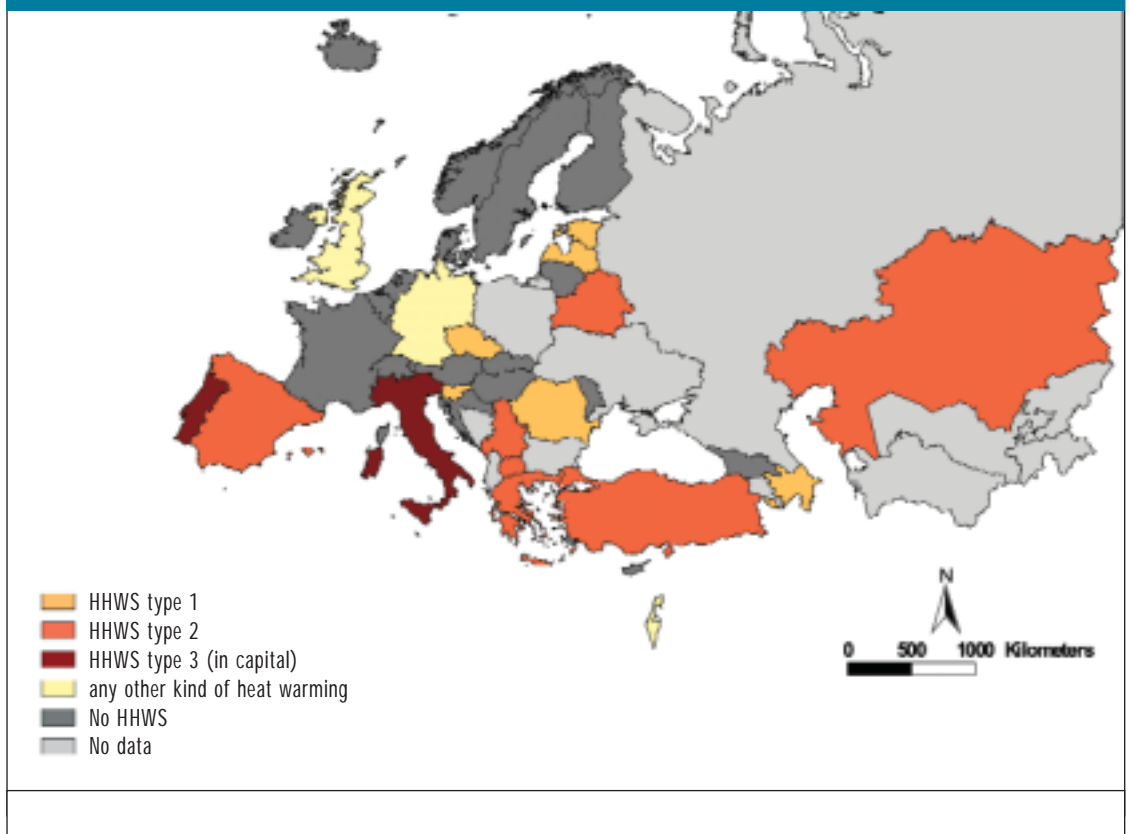 HHWS type 1
HHWS type 2
HHWS type 3 (in capital)
any other kind of heat warming
No HHWS
No data
N
0 500 1000 Kilometers